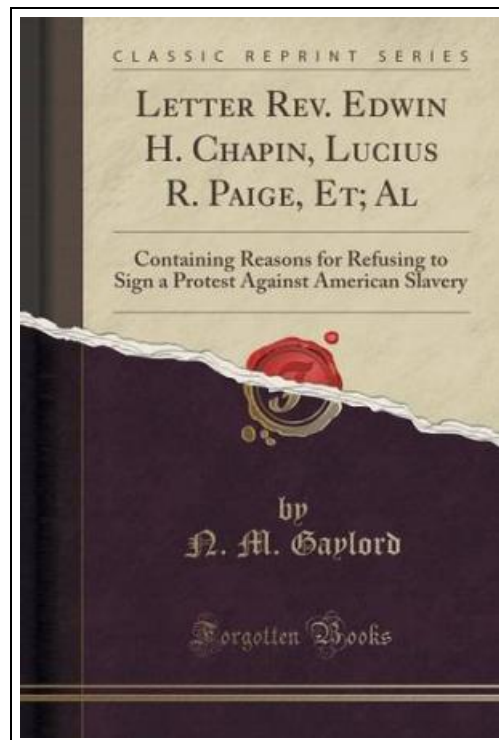 CLASSIC REPRINT SERIES
LETTER REV. EDWIN
H. CHAPIN, LUCIUS
R. PAIGE, ET; AL
Containing Reasons for Refusing to
Sign a Protest Against American Slavery
by
N. M. Gaylord
Forgotten Books